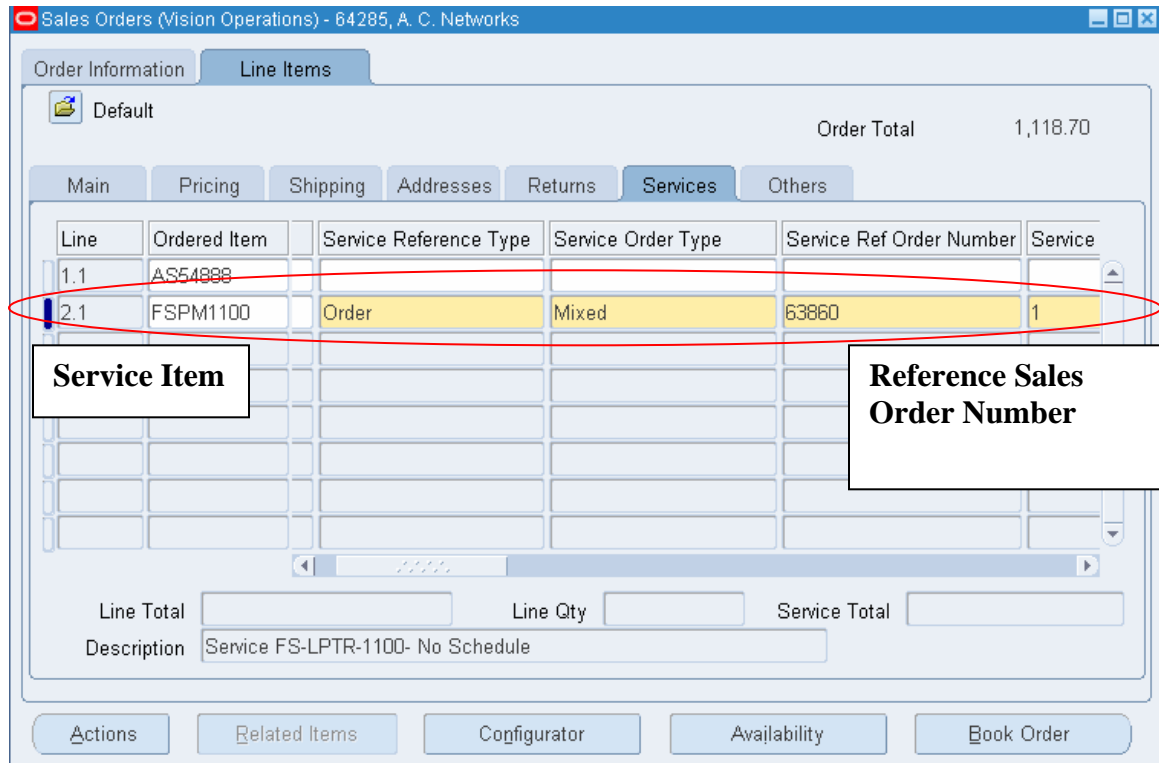 Sales Orders (Vision Operations) - 64285, A. C. Networks
Order Information Line Items
Default
Order Total 1,118.70
Main Pricing Shipping Addresses Returns Services Others
Line Ordered Item Service Reference Type Service Order Type Service Ref Order Number Service
1.1 AS54888
2.1 FSPM1100 Order Mixed 63860 1
Service Item
Reference Sales
Order Number
Line Total Line Qty Service Total
Description Service FS-LPTR-1100- No Schedule
Actions Related Items Configurator Availability Book Order